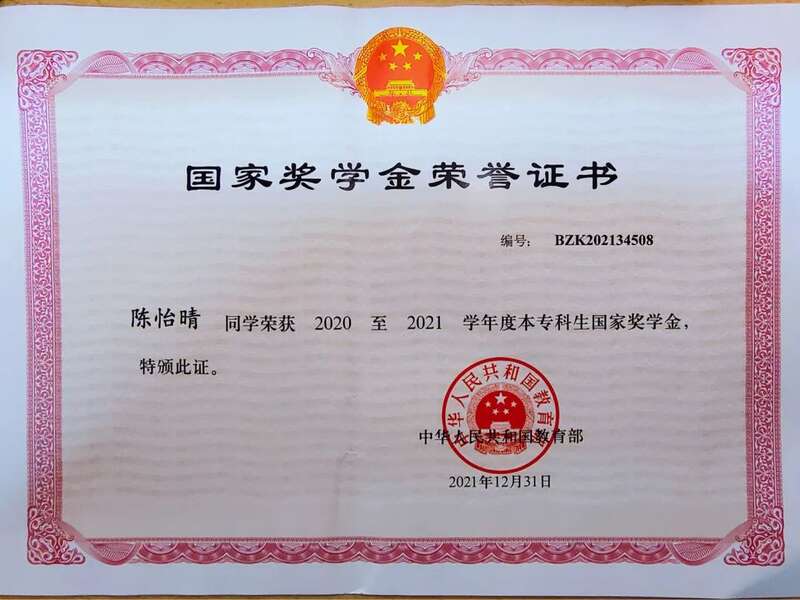 国家奖学金荣誉证书
编号: BZK202134508
陈怡晴 同学荣获 2020 至 2021 学年度本专科生国家奖学金，
特颁此证。
中华人民共和国教育部
中华人民共和国教育部
2021年12月31日